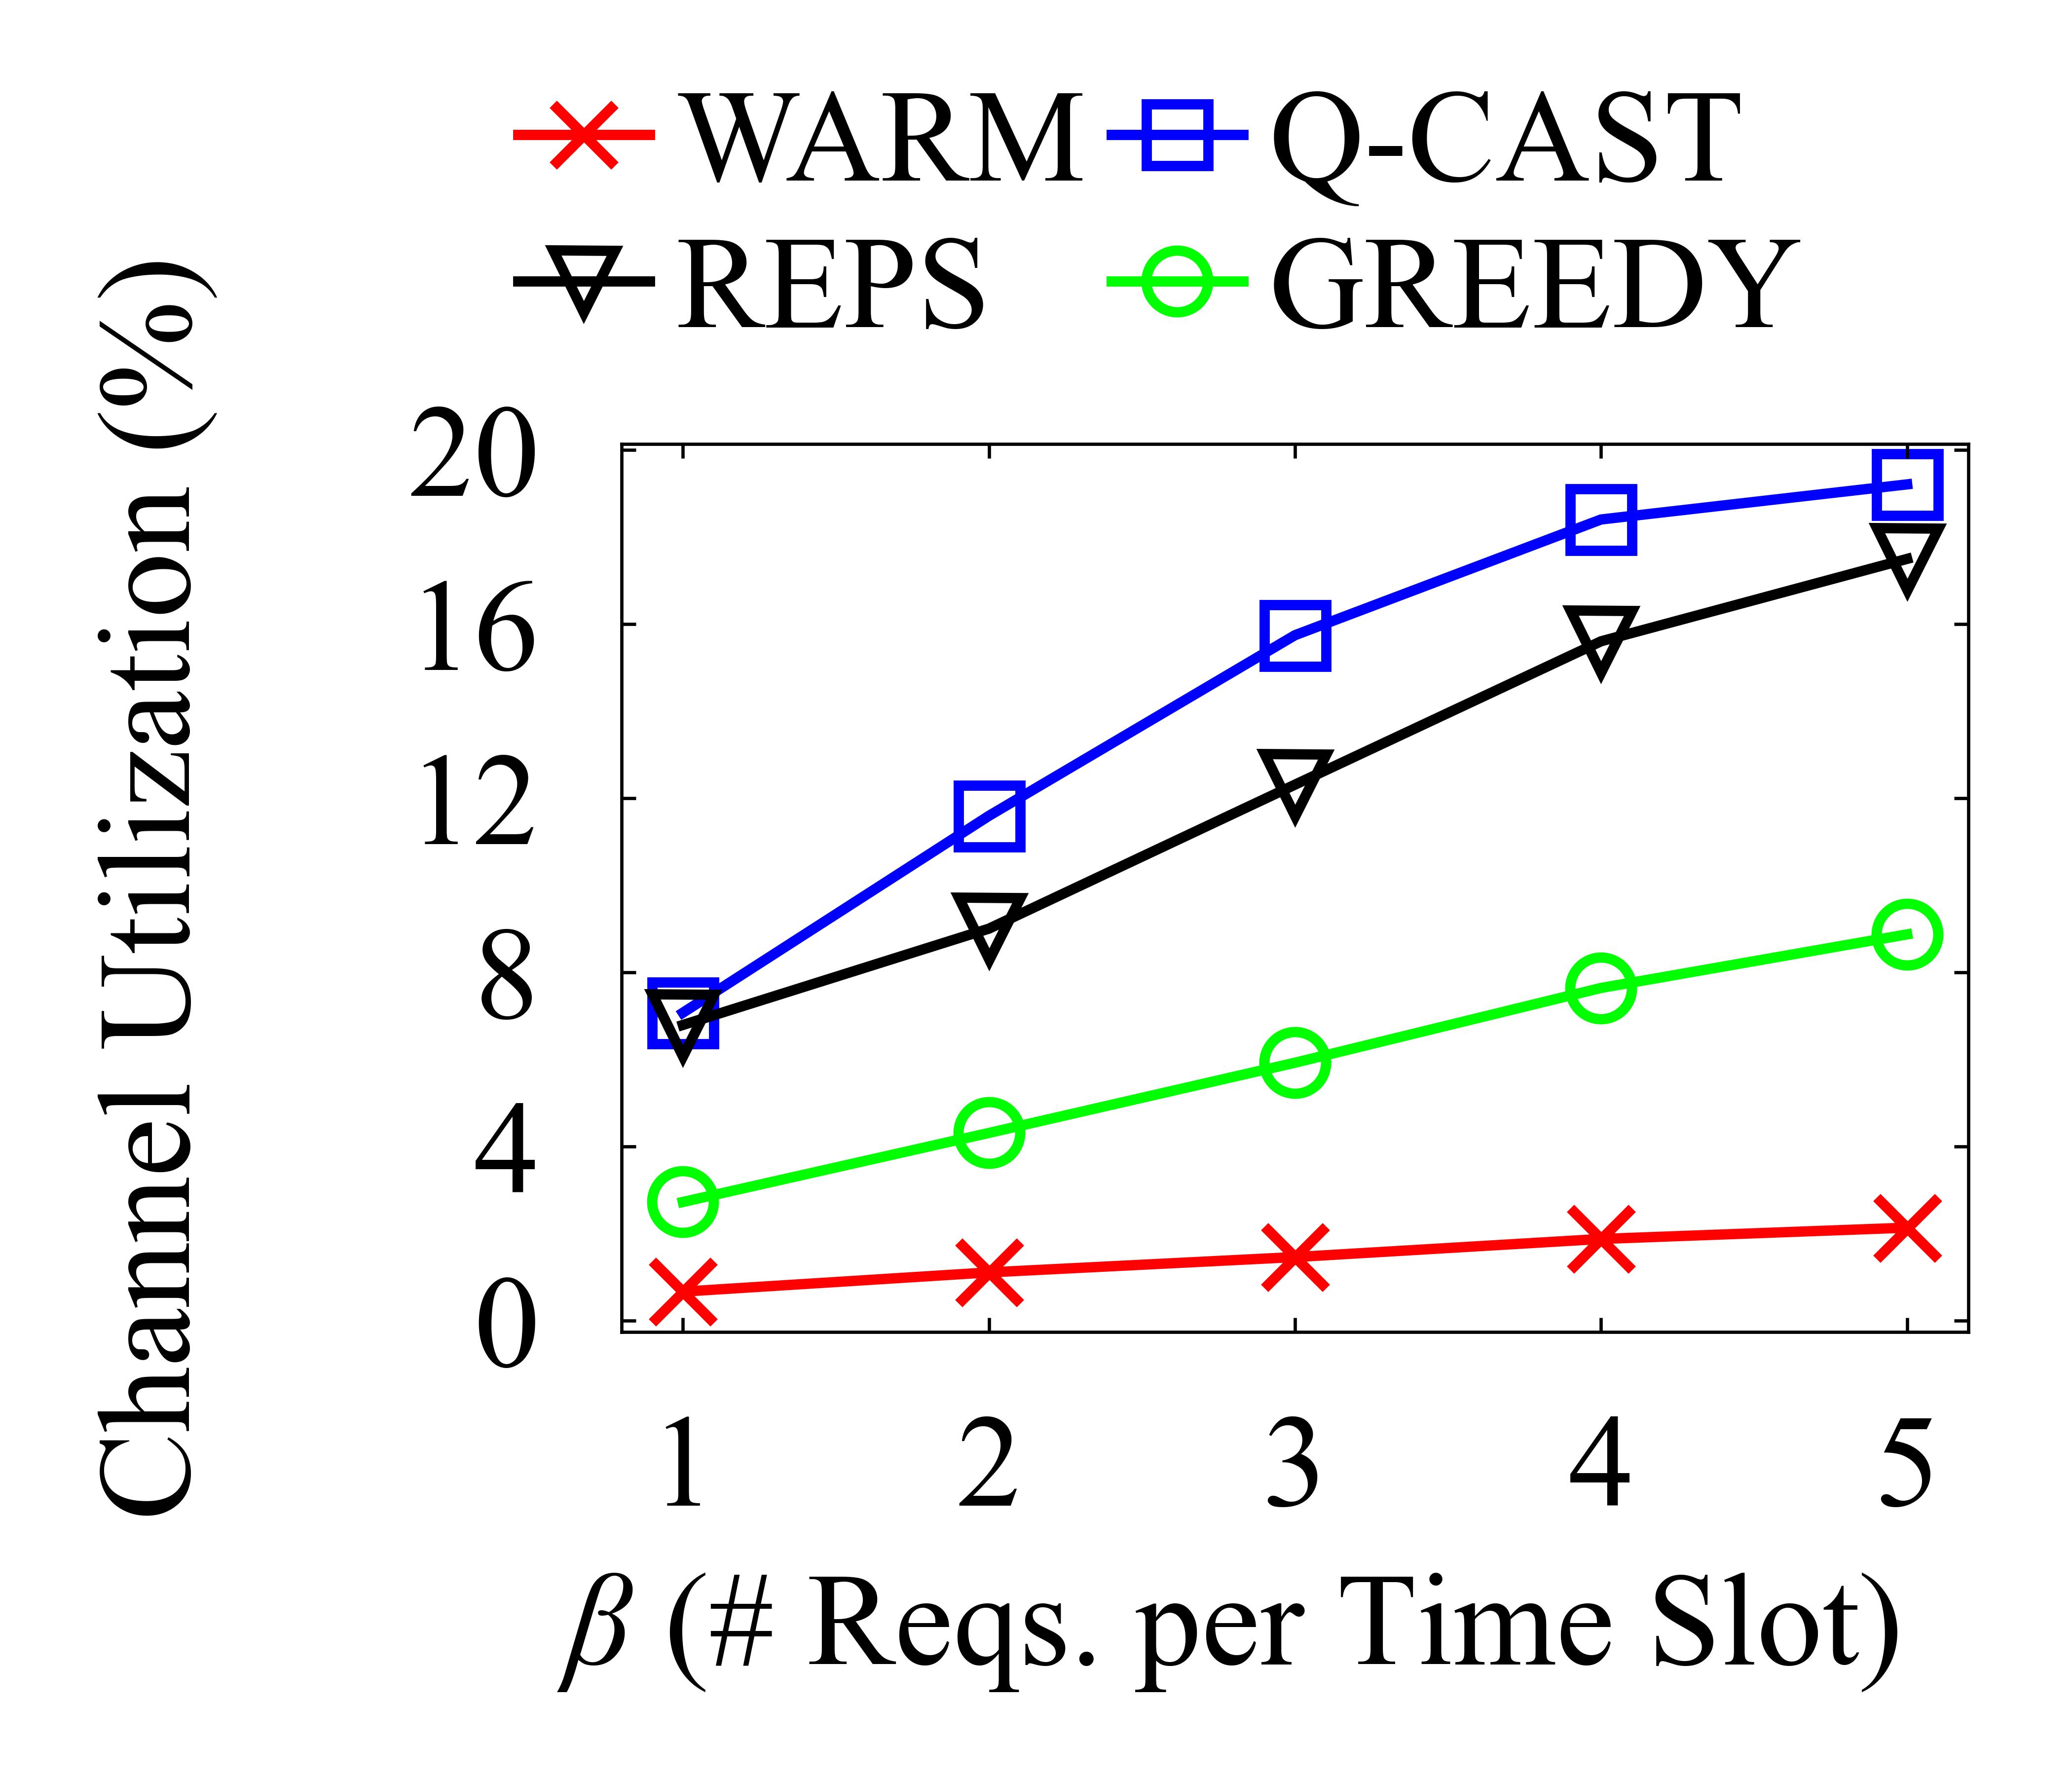 WARM Q-CAST
REPS GREEDY
Channel Utilization (%)
20
16
12
8
4
0
1 2 3 4 5
β (# Reqs. per Time Slot)